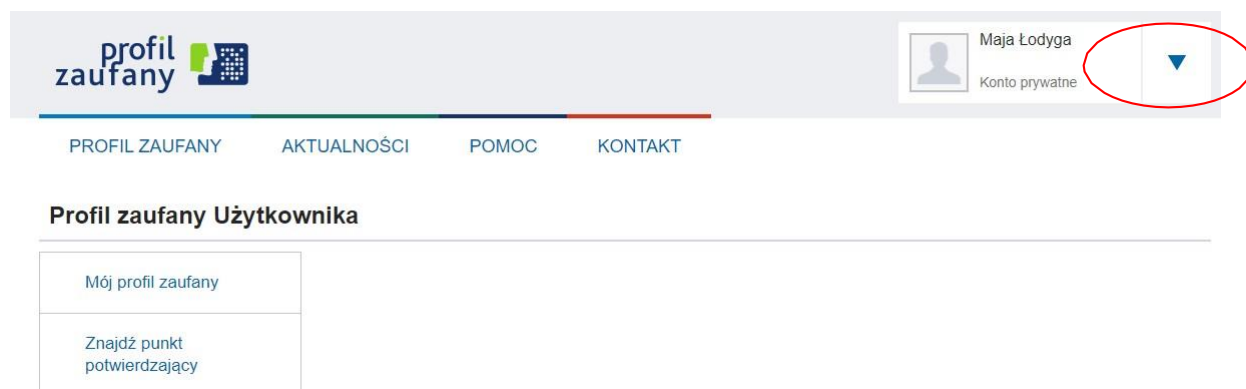 profil
zaufany
Maja Łodyga
Konto prywatne
PROFIL ZAUFANY AKTUALNOŚCI POMOC KONTAKT
Profil zaufany Użytkownika
Mój profil zaufany
Znajdź punkt
potwierdzający